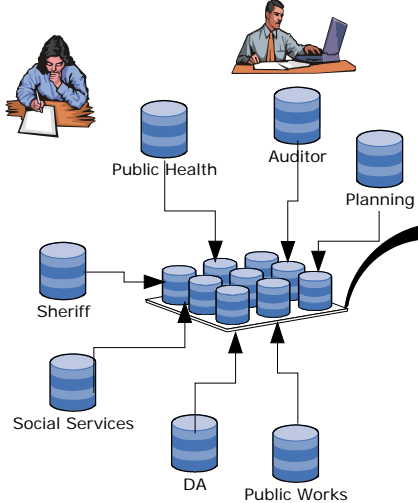 Auditor
Public Health
Planning
Sheriff
Social Services
DA
Public Works